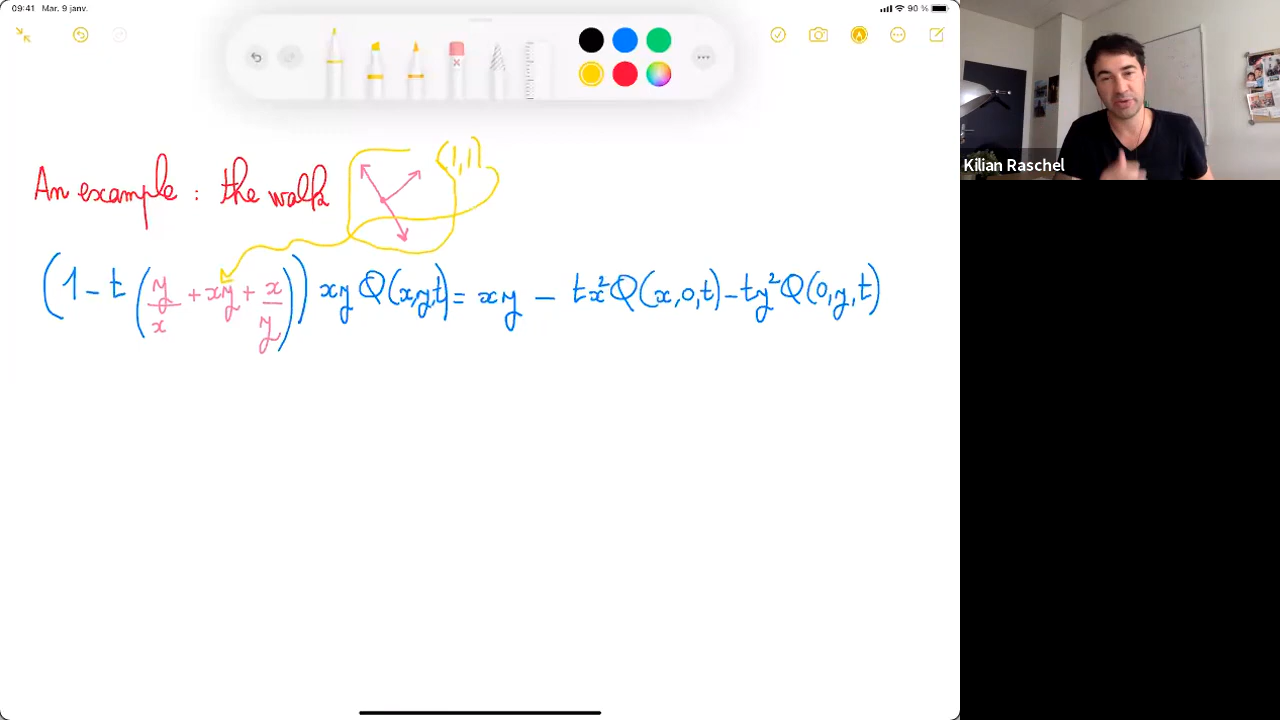 09:41 Mar. 9 janv.
90 %
Kilian Raschel
An example : the walk (1,1)
(1 - t (y/x + xy + x/y)) xy Q(x,y,t) = xy - tx²Q(x,0,t) - ty²Q(0,y,t)